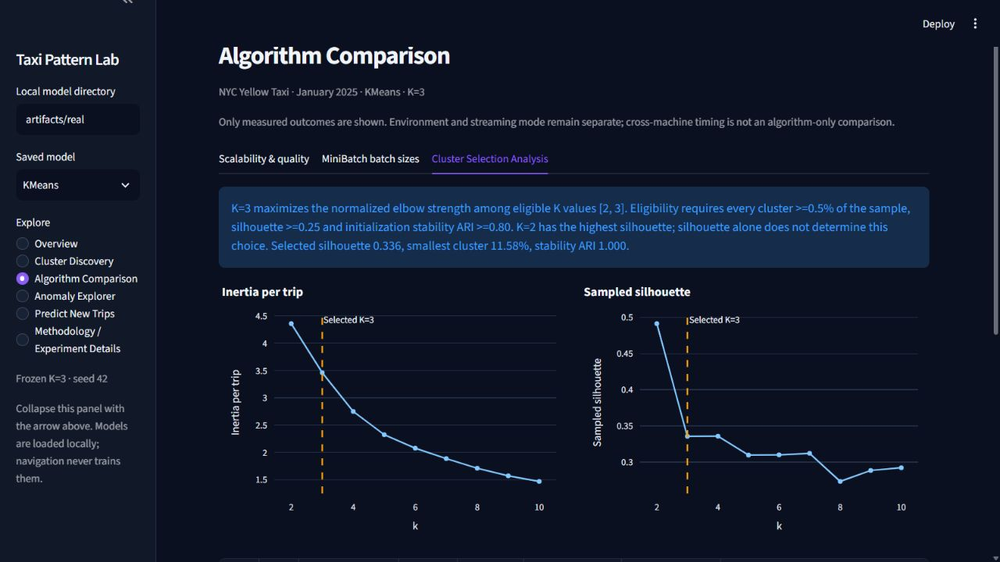 Deploy
Taxi Pattern Lab
Local model directory
artifacts/real
Saved model
KMeans
Explore
Overview
Cluster Discovery
Algorithm Comparison
Anomaly Explorer
Predict New Trips
Methodology /
Experiment Details
Frozen K=3 · seed 42
Collapse this panel with
the arrow above. Models
are loaded locally;
navigation never trains
them.
Algorithm Comparison
NYC Yellow Taxi · January 2025 · KMeans · K=3
Only measured outcomes are shown. Environment and streaming mode remain separate; cross-machine timing is not an algorithm-only comparison.
Scalability & quality MiniBatch batch sizes Cluster Selection Analysis
K=3 maximizes the normalized elbow strength among eligible K values [2, 3]. Eligibility requires every cluster >=0.5% of the sample,
silhouette >=0.25 and initialization stability ARI >=0.80. K=2 has the highest silhouette; silhouette alone does not determine this
choice. Selected silhouette 0.336, smallest cluster 11.58%, stability ARI 1.000.
Inertia per trip
Selected K=3
4.5
4
3.5
3
2.5
2
1.5
Inertia per trip
2 4 6 8 10
k
Sampled silhouette
Selected K=3
0.5
0.45
0.4
0.35
0.3
Sampled silhouette
2 4 6 8 10
k